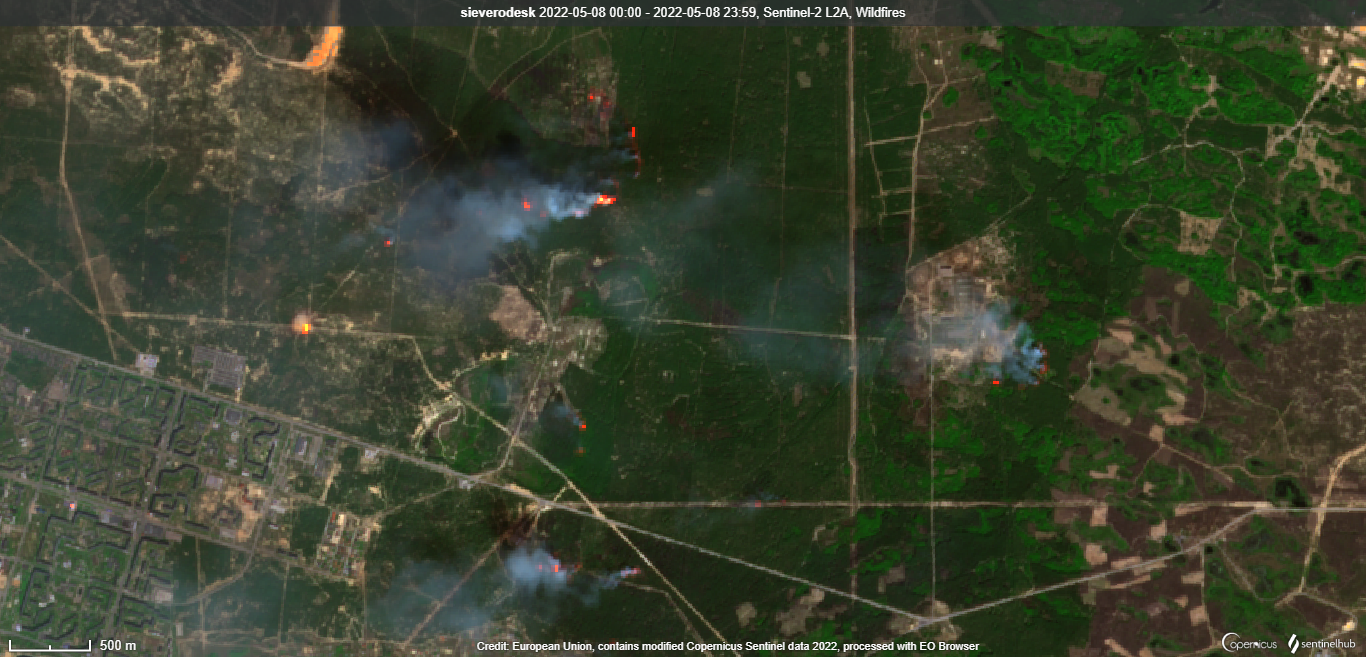 sieverodesk 2022-05-08 00:00 - 2022-05-08 23:59, Sentinel-2 L2A, Wildfires
500 m
Credit: European Union, contains modified Copernicus Sentinel data 2022, processed with EO Browser
Copernicus
sentinelhub